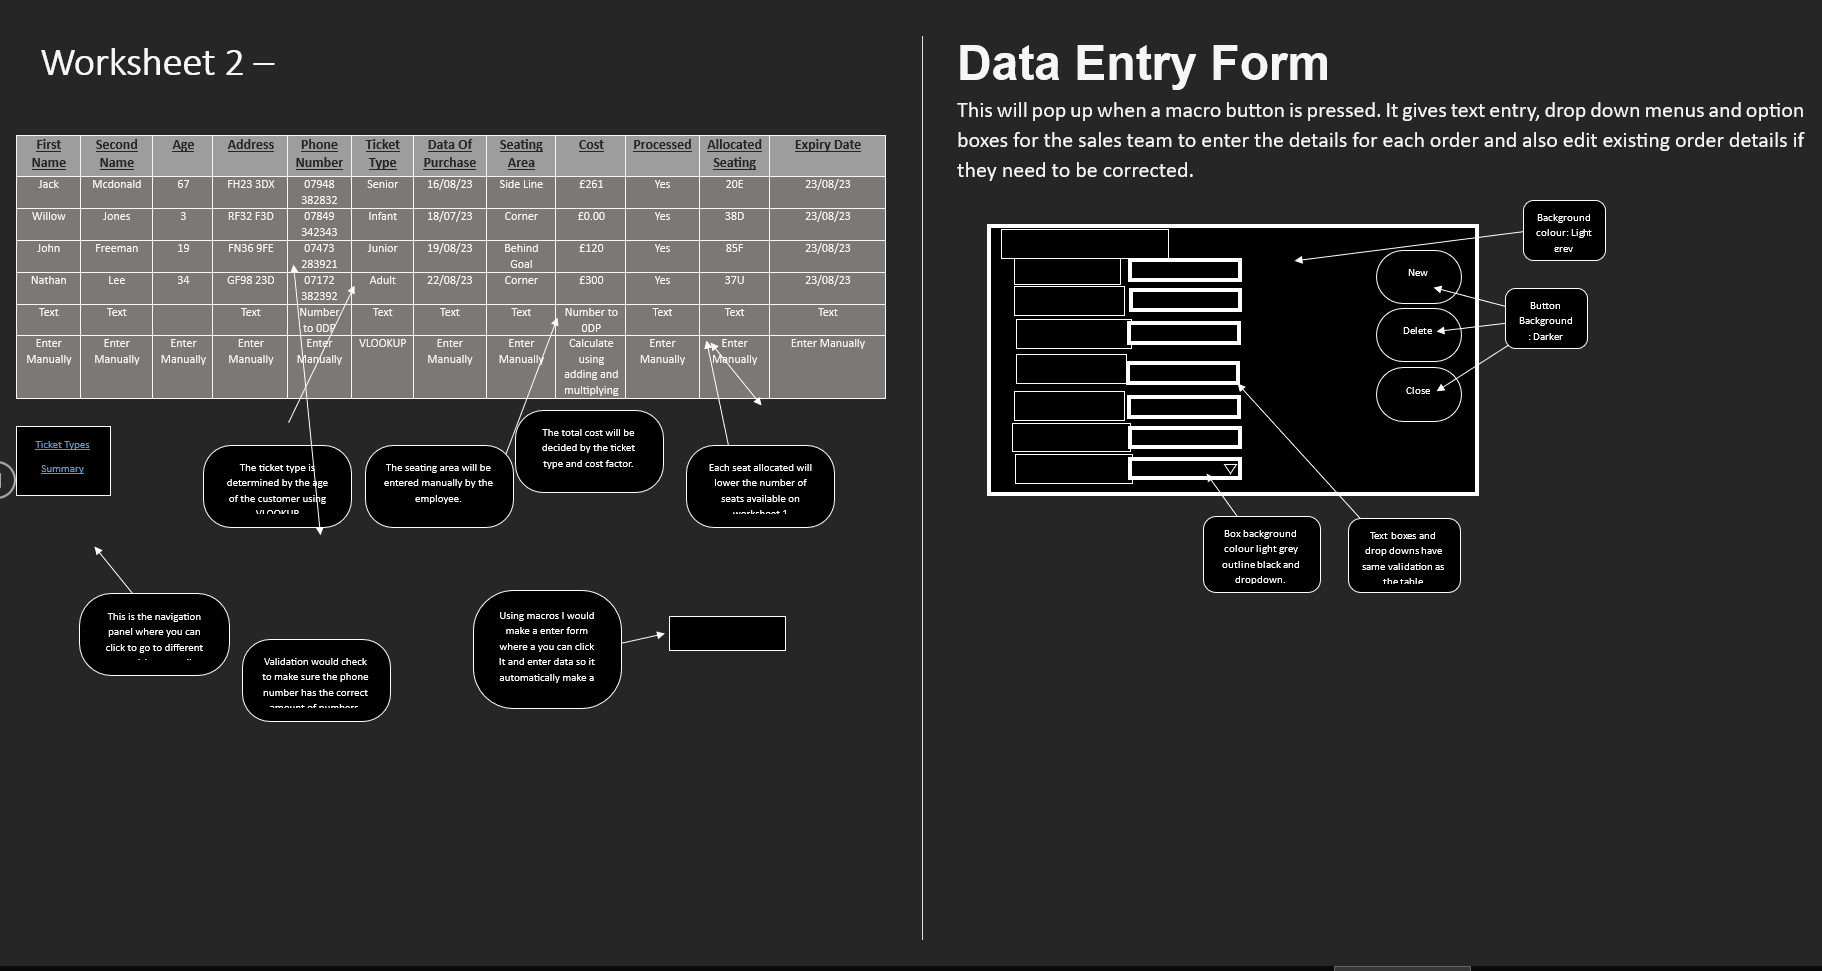 Worksheet 2 –
First Name Second Name Age Address Phone Number Ticket Type Data Of Purchase Seating Area Cost Processed Allocated Seating Expiry Date
Jack Mcdonald 67 FH23 3DX 07948 382832 Senior 16/08/23 Side Line £261 Yes 20E 23/08/23
Willow Jones 3 RF32 F3D 07849 342343 Infant 18/07/23 Corner £0.00 Yes 38D 23/08/23
John Freeman 19 FN36 9FE 07473 283921 Junior 19/08/23 Behind Goal £120 Yes 85F 23/08/23
Nathan Lee 34 GF98 23D 07172 382392 Adult 22/08/23 Corner £300 Yes 37U 23/08/23
Text Text Text Number to 0DP Text Text Text Number to 0DP Text Text Text
Enter Manually Enter Manually Enter Manually Enter Manually Enter Manually VLOOKUP Enter Manually Enter Manually Calculate using adding and multiplying Enter Manually Enter Manually Enter Manually
Ticket Types
Summary
The ticket type is
determined by the age
of the customer using
VLOOKUP
The seating area will be
entered manually by the
employee.
The total cost will be
decided by the ticket
type and cost factor.
Each seat allocated will
lower the number of
seats available on
worksheet 1
This is the navigation
panel where you can
click to go to different
Validation would check
to make sure the phone
number has the correct
amount of numbers
Using macros I would
make a enter form
where a you can click
It and enter data so it
automatically make a
Data Entry Form
This will pop up when a macro button is pressed. It gives text entry, drop down menus and option
boxes for the sales team to enter the details for each order and also edit existing order details if
they need to be corrected.
Background
colour: Light
grey
New
Delete
Close
Button
Background
: Darker
Box background
colour light grey
outline black and
dropdown.
Text boxes and
drop downs have
same validation as
the table